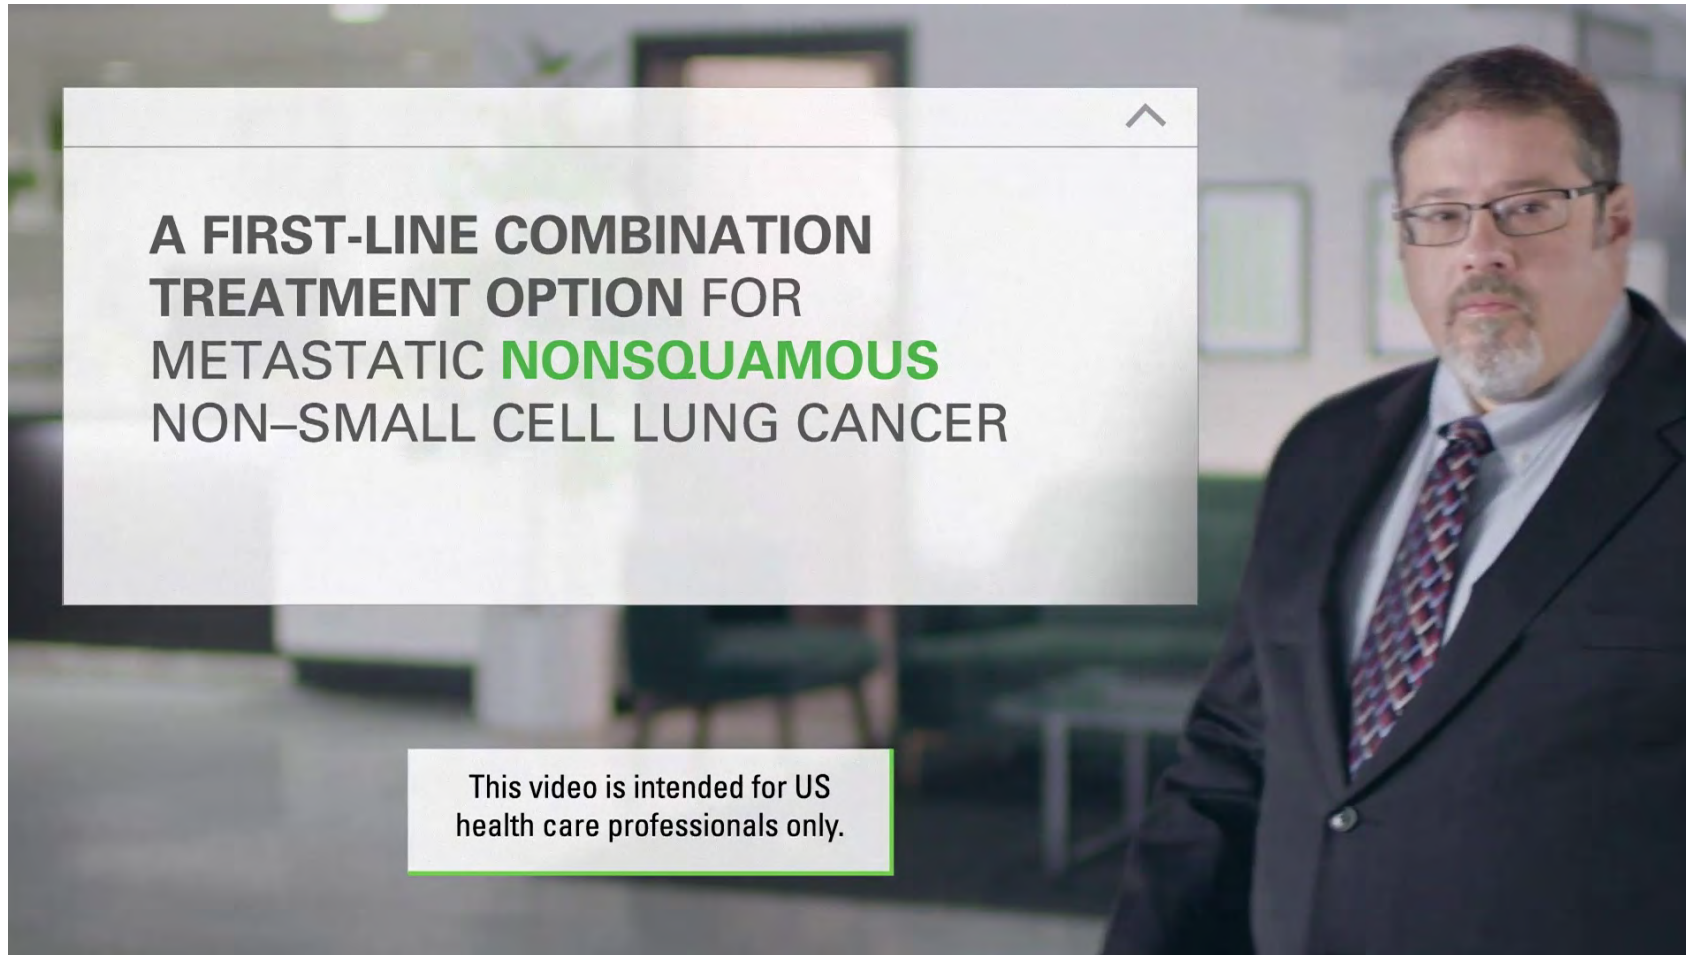 A FIRST-LINE COMBINATION
TREATMENT OPTION FOR
METASTATIC NONSQUAMOUS
NON–SMALL CELL LUNG CANCER
This video is intended for US
health care professionals only.